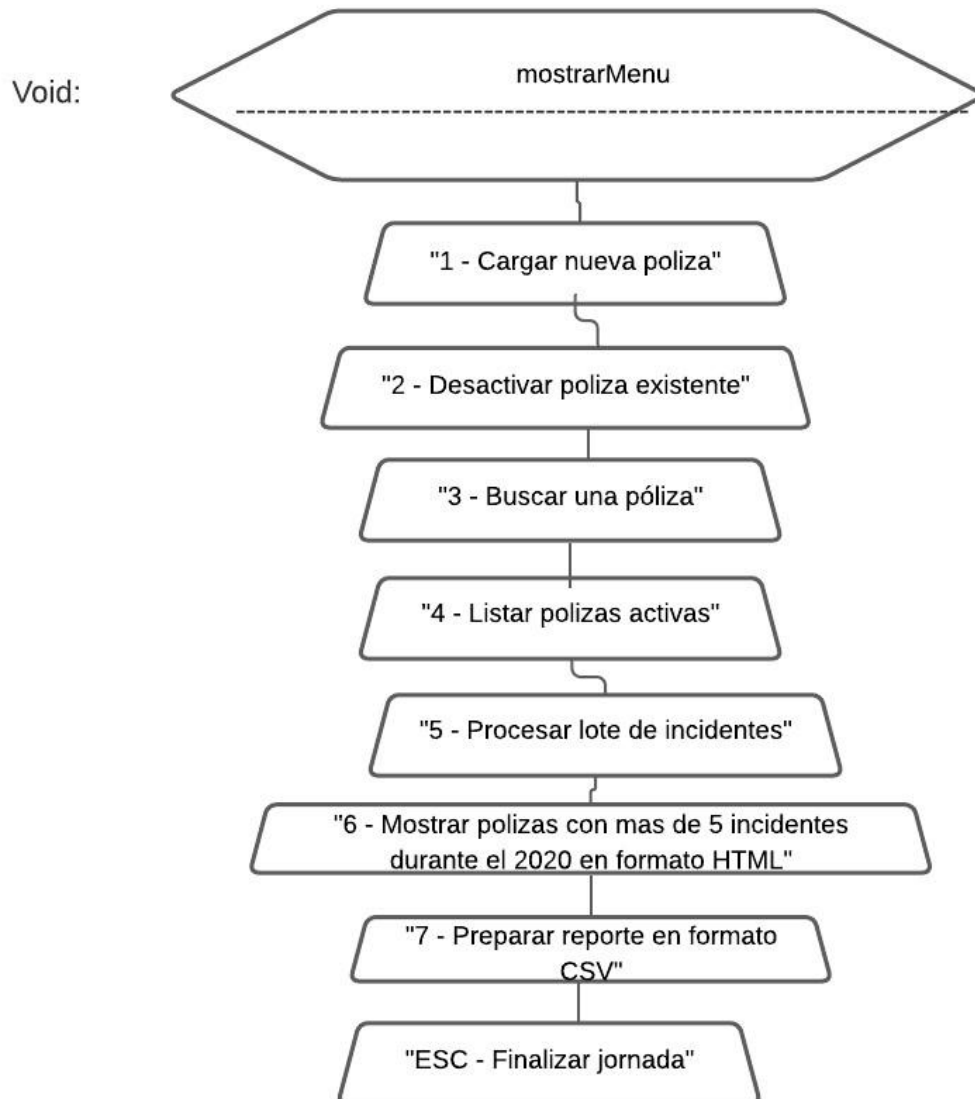 mostrarMenu
Void:
"1 - Cargar nueva poliza"
"2 - Desactivar poliza existente"
"3 - Buscar una póliza"
"4 - Listar polizas activas"
"5 - Procesar lote de incidentes"
"6 - Mostrar polizas con mas de 5 incidentes
durante el 2020 en formato HTML"
"7 - Preparar reporte en formato
CSV"
"ESC - Finalizar jornada"